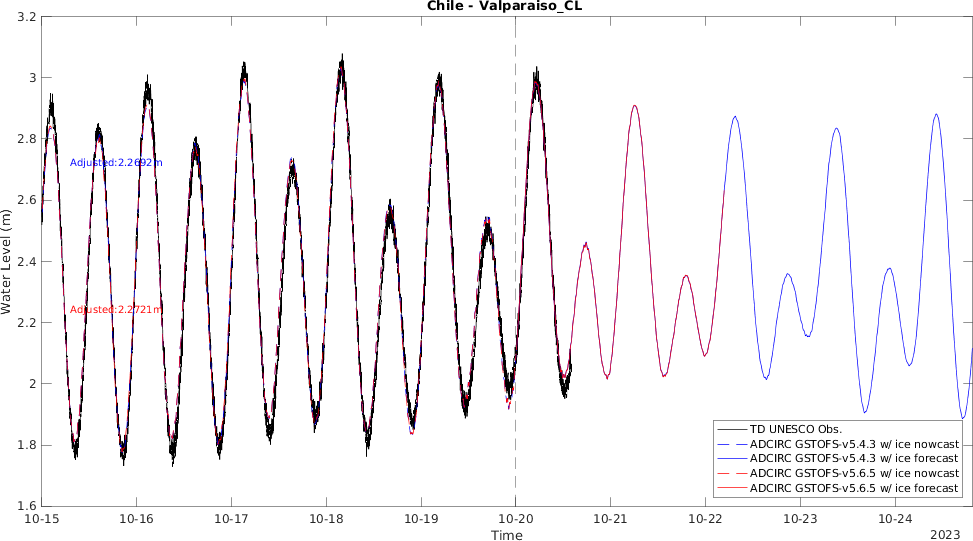 Chile - Valparaiso_CL
3.2
3
2.8
2.6
2.4
2.2
2
1.8
1.6
Water Level (m)
Adjusted:2.2692m
Adjusted:2.2721m
TD UNESCO Obs.
ADCIRC GSTOFS-v5.4.3 w/ ice nowcast
ADCIRC GSTOFS-v5.4.3 w/ ice forecast
ADCIRC GSTOFS-v5.6.5 w/ ice nowcast
ADCIRC GSTOFS-v5.6.5 w/ ice forecast
10-15 10-16 10-17 10-18 10-19 10-20 10-21 10-22 10-23 10-24
Time
2023